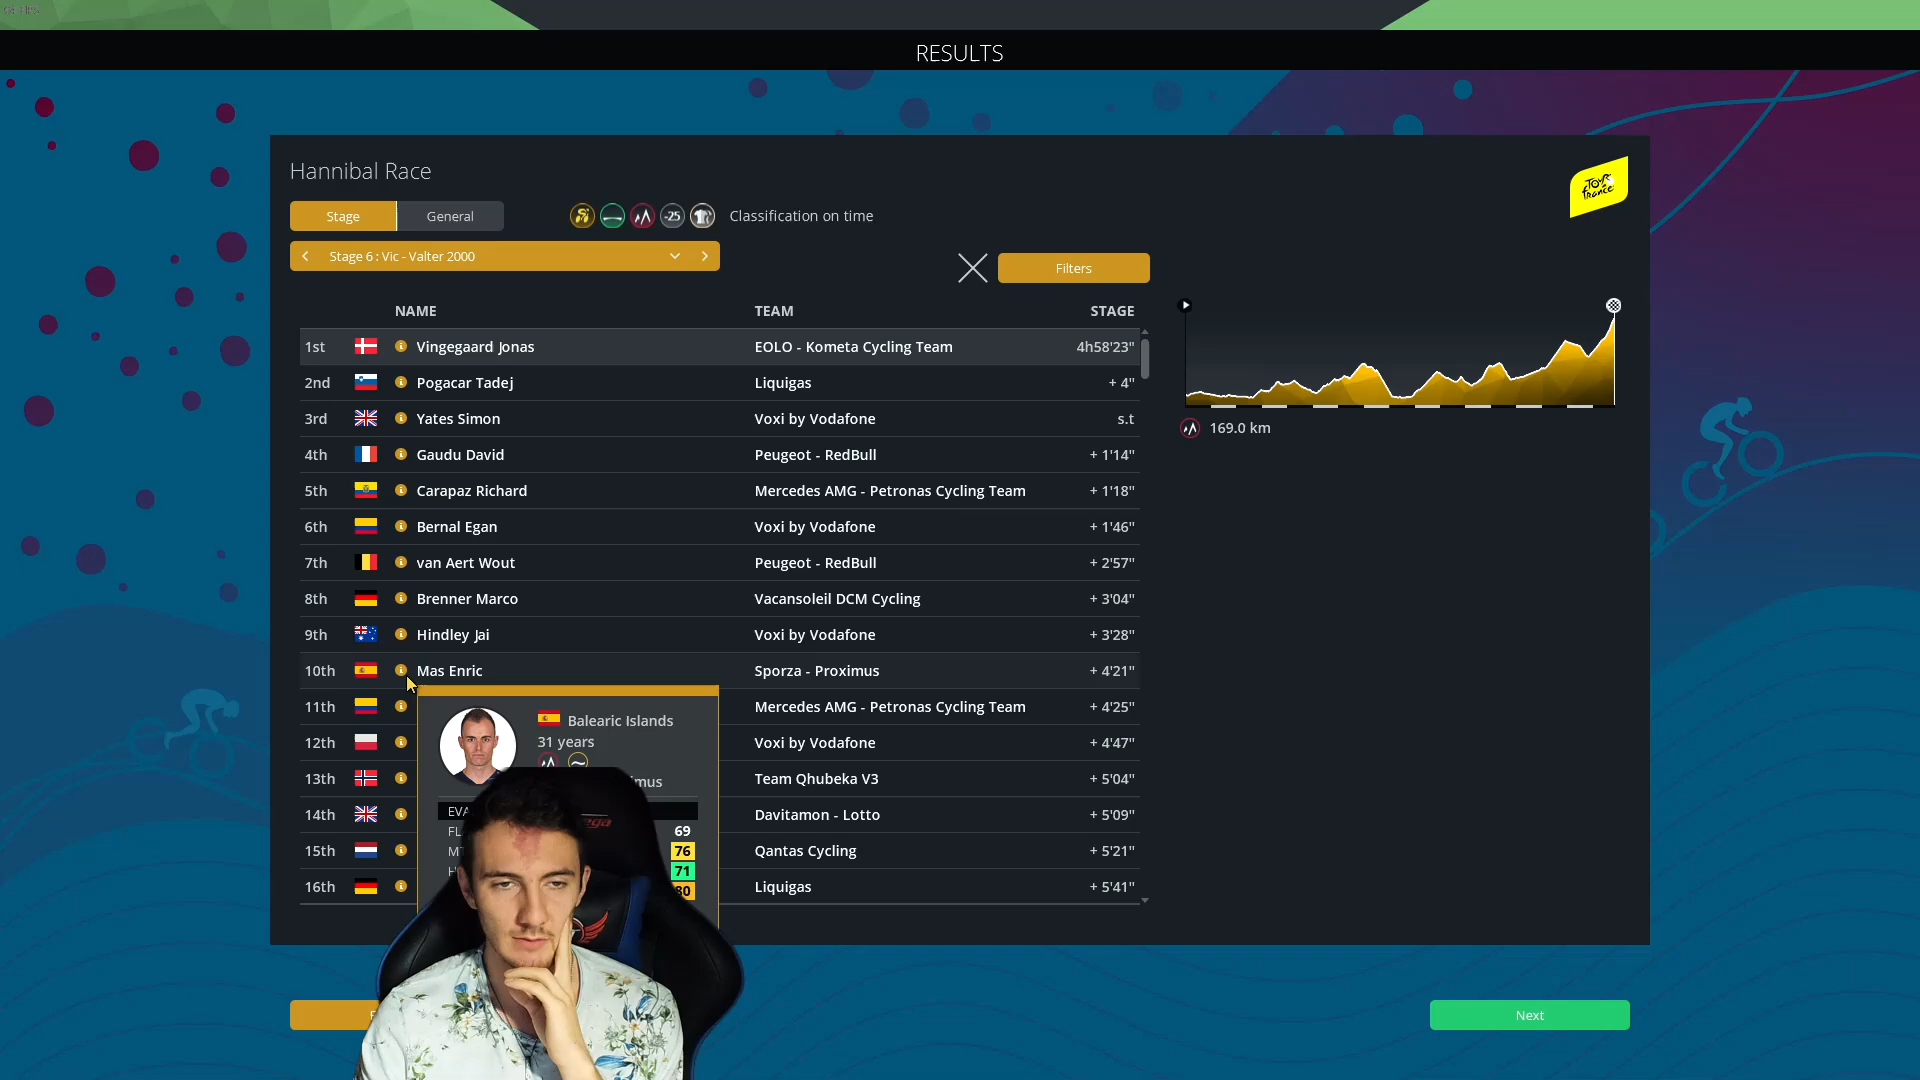 RESULTS
Hannibal Race
Stage General -25 Classification on time
Stage 6 : Vic - Valter 2000
Filters
TOUR france
NAME TEAM STAGE
1st Vingegaard Jonas EOLO - Kometa Cycling Team 4h58'23"
2nd Pogacar Tadej Liquigas + 4"
3rd Yates Simon Voxi by Vodafone s.t
4th Gaudu David Peugeot - RedBull + 1'14"
5th Carapaz Richard Mercedes AMG - Petronas Cycling Team + 1'18"
6th Bernal Egan Voxi by Vodafone + 1'46"
7th van Aert Wout Peugeot - RedBull + 2'57"
8th Brenner Marco Vacansoleil DCM Cycling + 3'04"
9th Hindley Jai Voxi by Vodafone + 3'28"
10th Mas Enric Sporza - Proximus + 4'21"
11th Mercedes AMG - Petronas Cycling Team + 4'25"
12th Voxi by Vodafone + 4'47"
13th Team Qhubeka V3 + 5'04"
14th Davitamon - Lotto + 5'09"
15th Qantas Cycling + 5'21"
16th Liquigas + 5'41"
169.0 km
Balearic Islands
31 years
69
76
71
80
Next